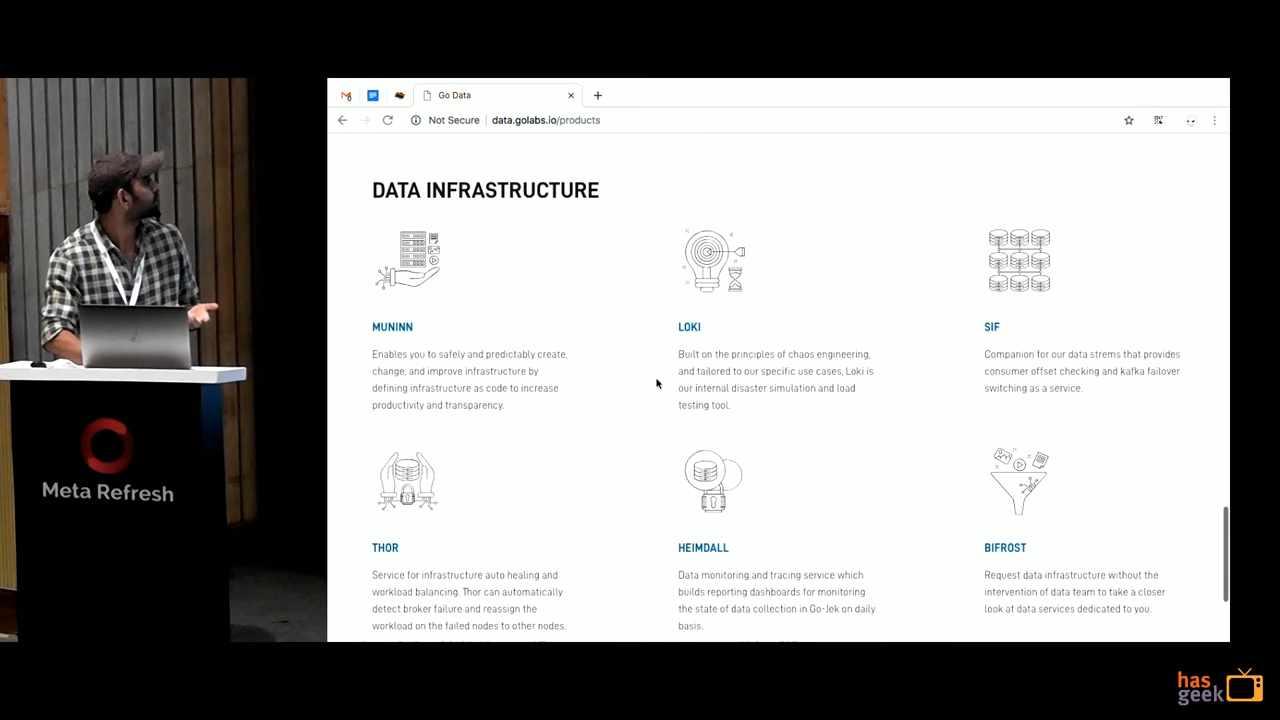 Go Data
Not Secure
data.golabs.io/products
DATA INFRASTRUCTURE
MUNINN
Enables you to safely and predictably create,
change, and improve infrastructure by
defining infrastructure as code to increase
productivity and transparency.
LOKI
Built on the principles of chaos engineering,
and tailored to our specific use cases, Loki is
our internal disaster simulation and load
testing tool.
SIF
Companion for our data strems that provides
consumer offset checking and kafka failover
switching as a service.
THOR
Service for infrastructure auto healing and
workload balancing. Thor can automatically
detect broker failure and reassign the
workload on the failed nodes to other nodes.
HEIMDALL
Data monitoring and tracing service which
builds reporting dashboards for monitoring
the state of data collection in Go-Jek on daily
basis.
BIFROST
Request data infrastructure without the
intervention of data team to take a closer
look at data services dedicated to you.
Meta Refresh
has
geek